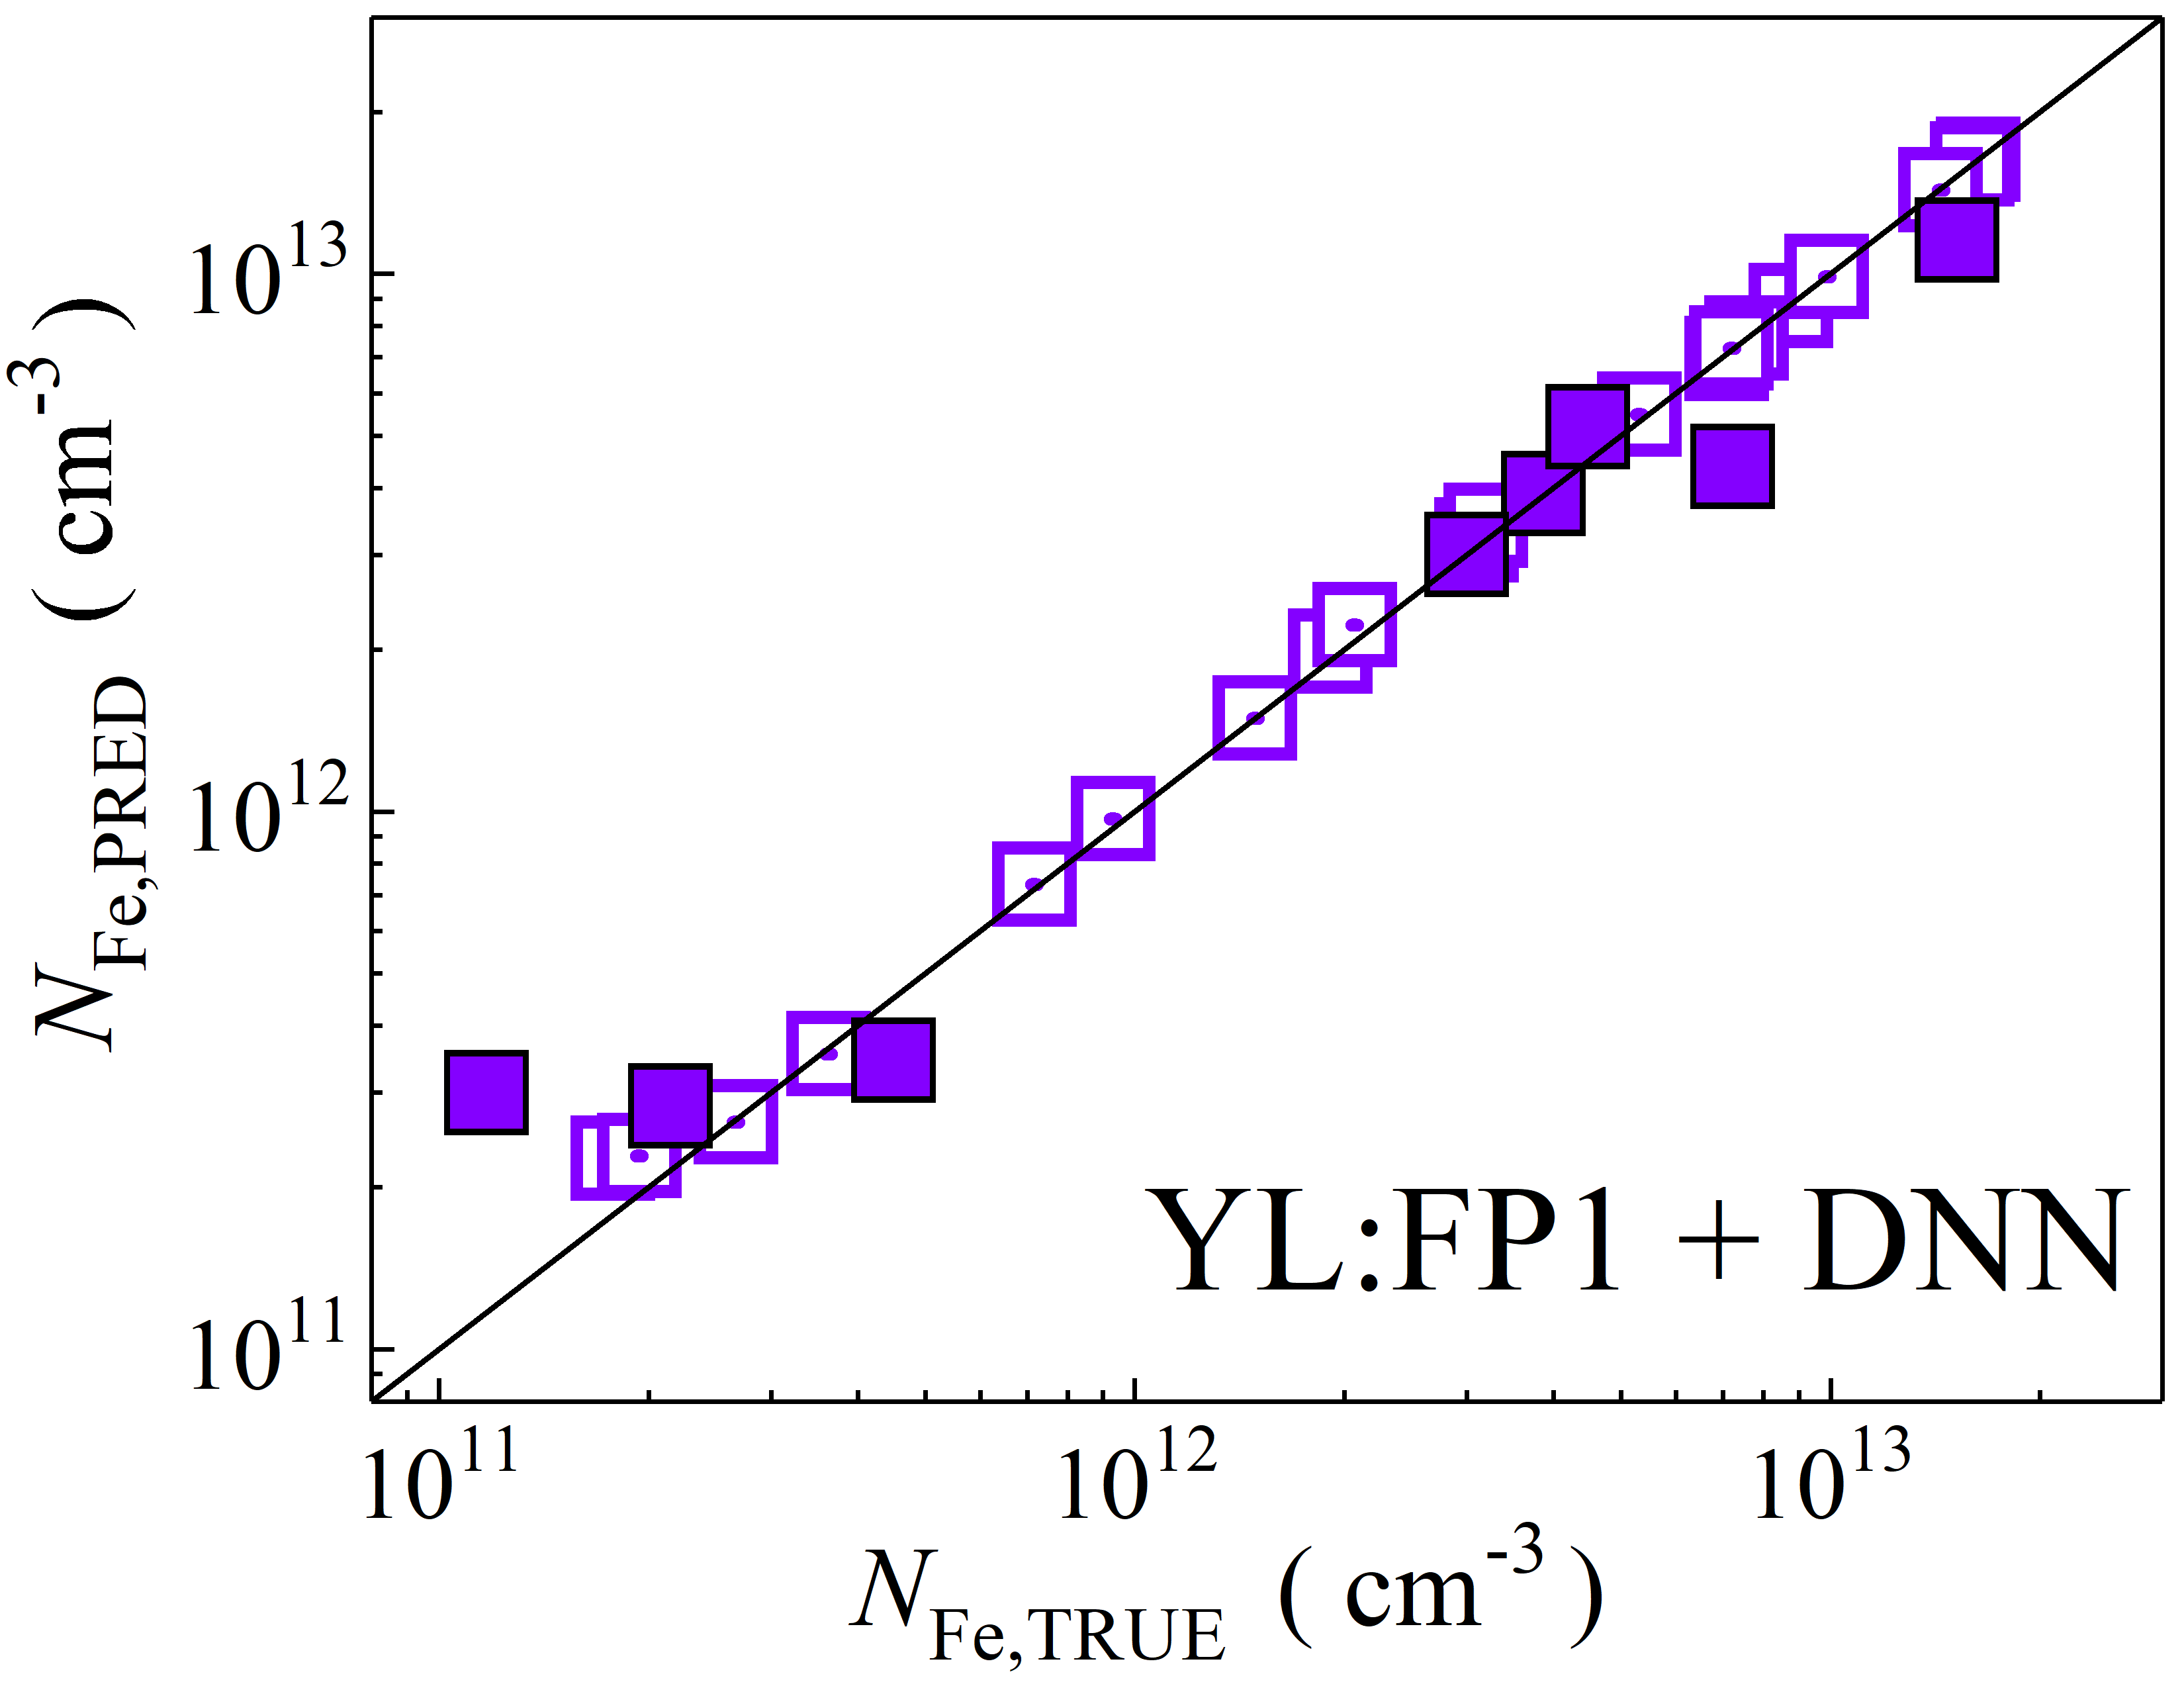 N_Fe,PRED ( cm^-3 )
10^13
10^12
10^11
YL:FP1 + DNN
10^11 10^12 10^13
N_Fe,TRUE ( cm^-3 )